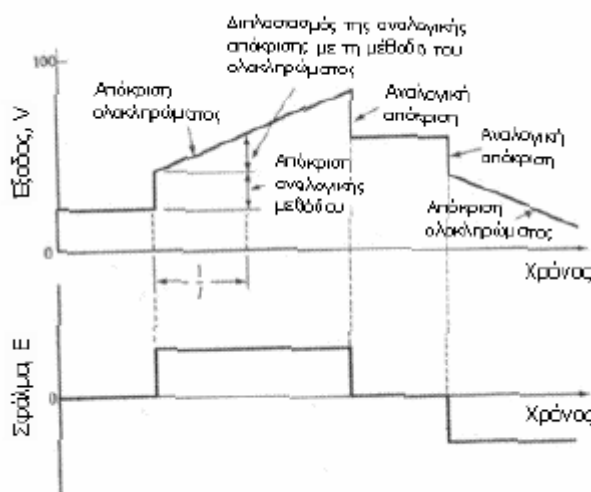 Διπλασιασμός της αναλογικής
απόκρισης με τη μέθοδο του
ολοκληρώματος
100
Απόκριση
ολοκληρώματος
Αναλογική
απόκριση
Αναλογική
απόκριση
Έξοδος, V
Απόκριση
αναλογικής
μεθόδου
Απόκριση
ολοκληρώματος
0
Χρόνος
1
Σφάλμα, E
0
Χρόνος